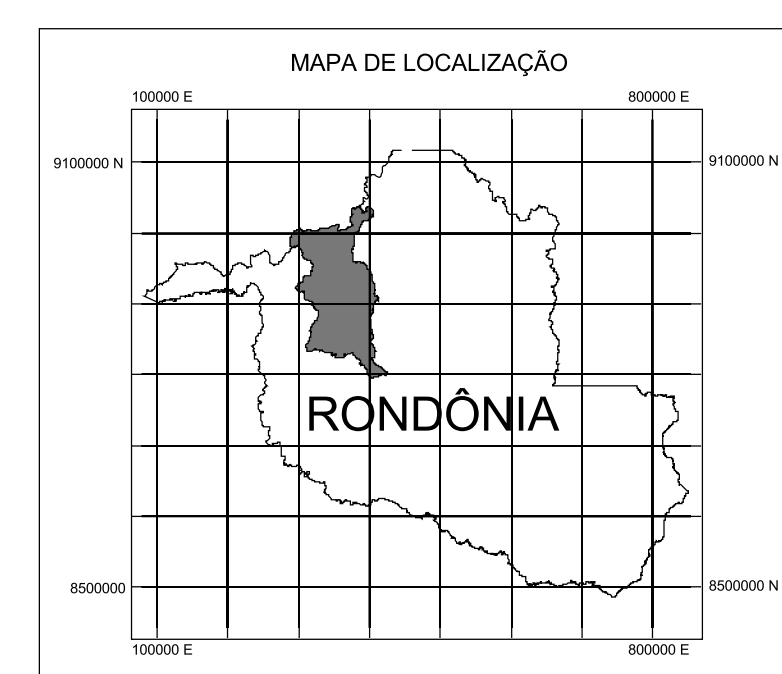 MAPA DE LOCALIZAÇÃO
100000 E
800000 E
9100000 N
9100000 N
RONDÔNIA
8500000
8500000 N
100000 E
800000 E